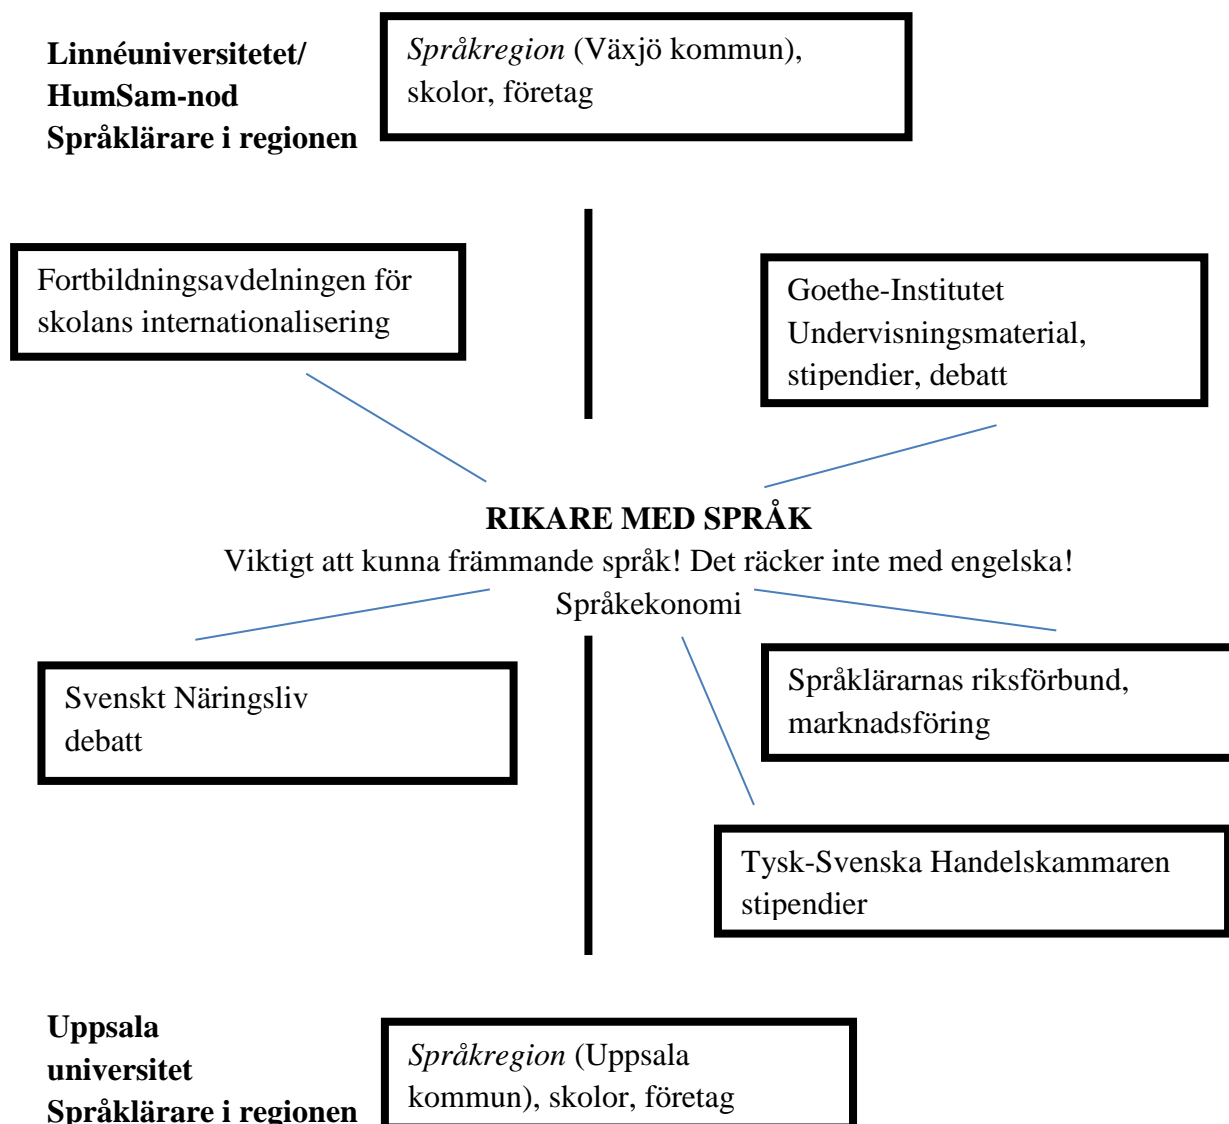 Linnéuniversitetet/
HumSam-nod
Språklärare i regionen
Språkregion (Växjö kommun),
skolor, företag
Fortbildningsavdelningen för
skolans internationalisering
Goethe-Institutet
Undervisningsmaterial,
stipendier, debatt
RIKARE MED SPRÅK
Viktigt att kunna främmande språk! Det räcker inte med engelska!
Språkekonomi
Svenskt Näringsliv
debatt
Språklärarnas riksförbund,
marknadsföring
Tysk-Svenska Handelskammaren
stipendier
Uppsala
universitet
Språklärare i regionen
Språkregion (Uppsala
kommun), skolor, företag